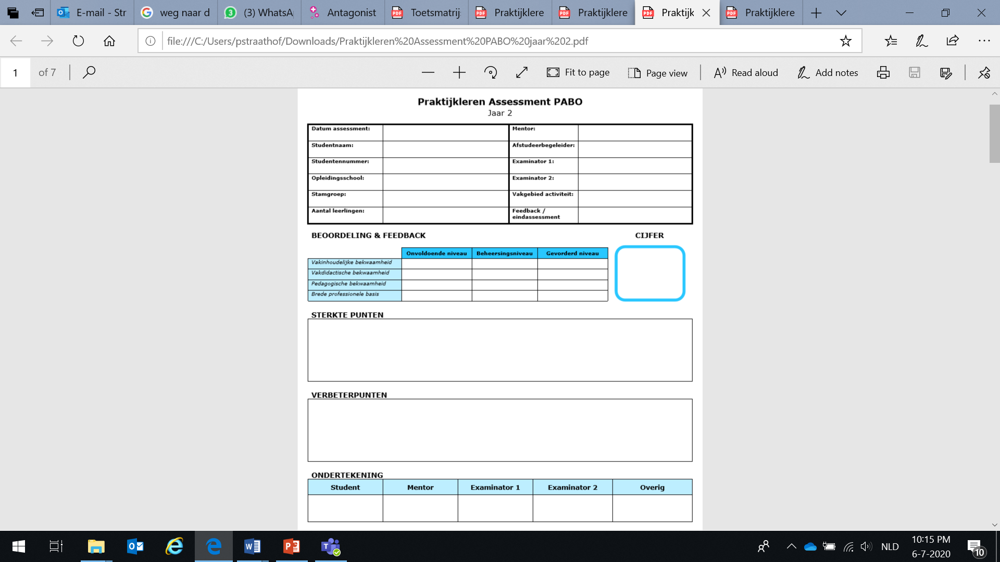 E-mail - Str
weg naar d
(3) WhatsA
Antagonist
Toetsmatrij
Praktijklere
Praktijklere
Praktijk
Praktijklere
file:///C:/Users/pstraathof/Downloads/Praktijkleren%20Assessment%20PABO%20jaar%202.pdf
1 of 7
Fit to page
Page view
Read aloud
Add notes
Praktijkleren Assessment PABO
Jaar 2
Datum assessment: Mentor:
Studentnaam: Afstudeerbegeleider:
Studentennummer: Examinator 1:
Opleidingsschool: Examinator 2:
Stamgroep: Vakgebied activiteit:
Aantal leerlingen: Feedback /
eindassessment
BEOORDELING & FEEDBACK CIJFER
Onvoldoende niveau Beheersingsniveau Gevorderd niveau
Vakinhoudelijke bekwaamheid
Vakdidactische bekwaamheid
Pedagogische bekwaamheid
Brede professionele basis
STERKTE PUNTEN
VERBETERPUNTEN
ONDERTEKENING
Student Mentor Examinator 1 Examinator 2 Overig
NLD
10:15 PM
6-7-2020
10